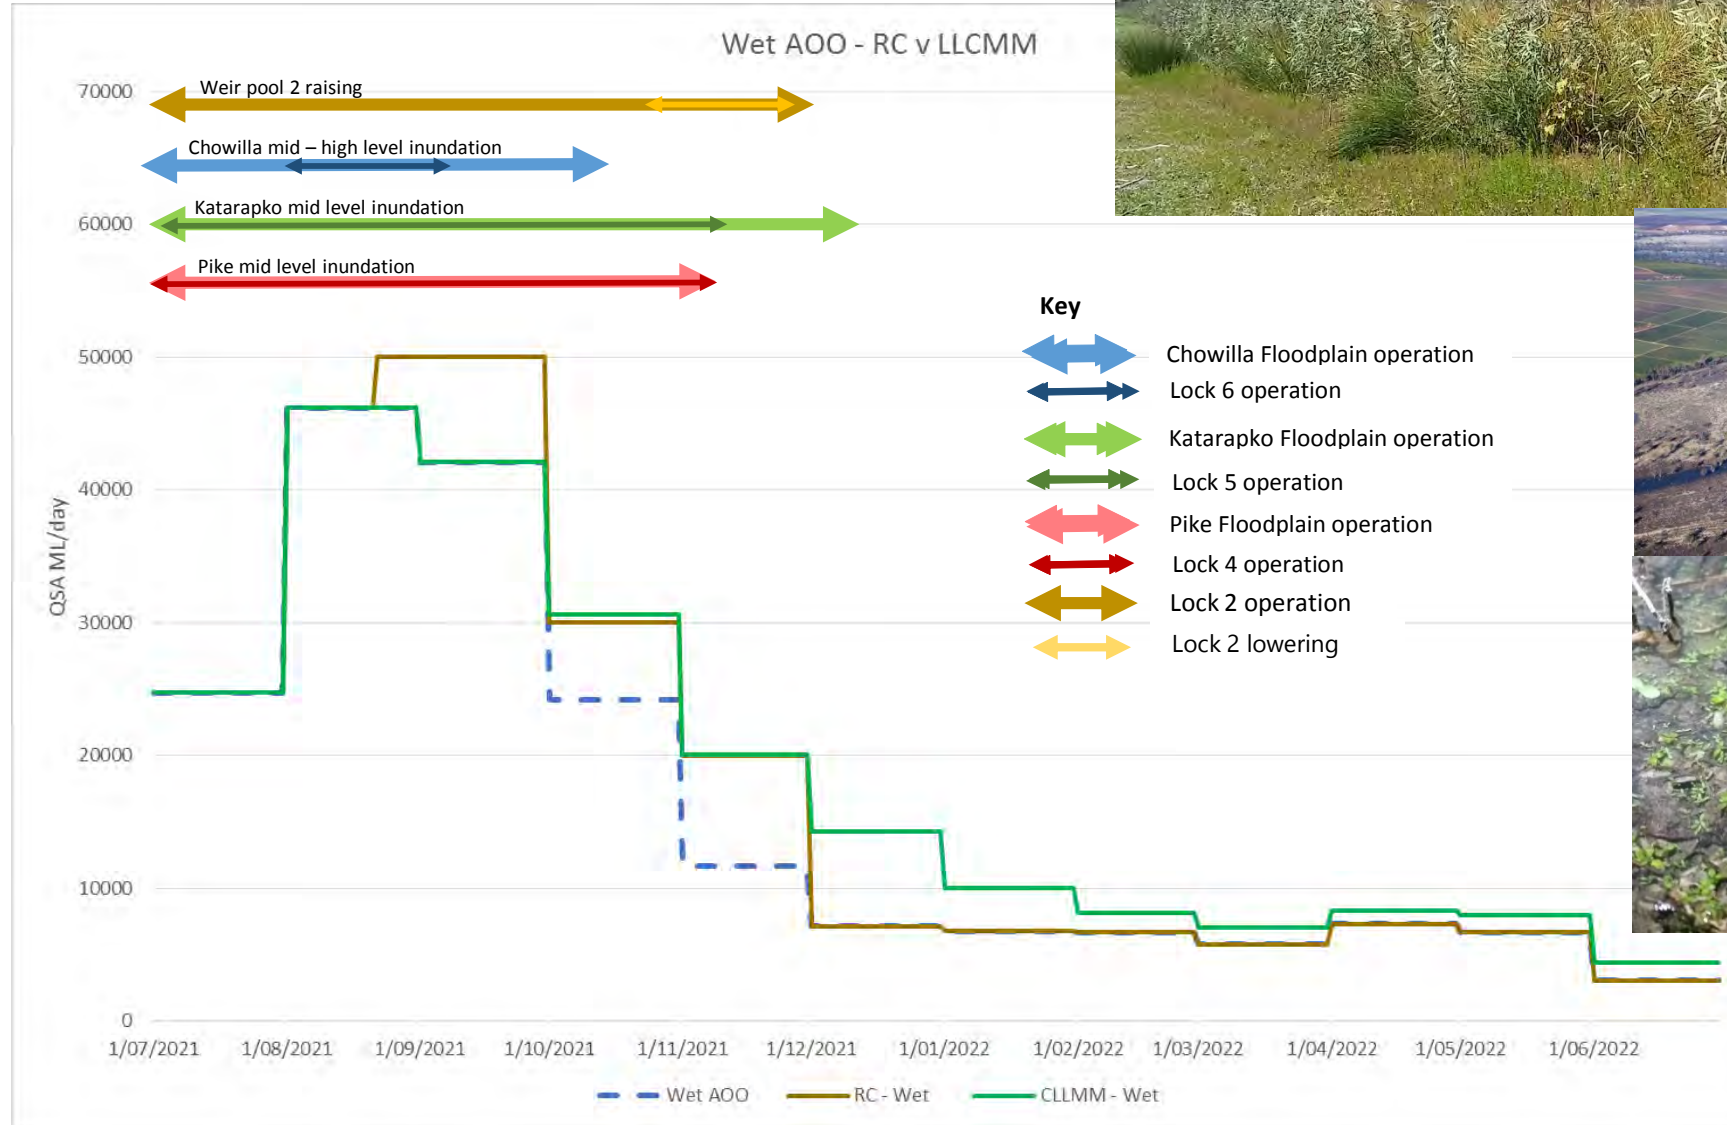 Wet AOO - RC v LLCMM
70000
Weir pool 2 raising
Chowilla mid – high level inundation
Katarapko mid level inundation
60000
Pike mid level inundation
50000
40000
30000
20000
10000
0
QSA ML/day
Key
Chowilla Floodplain operation
Lock 6 operation
Katarapko Floodplain operation
Lock 5 operation
Pike Floodplain operation
Lock 4 operation
Lock 2 operation
Lock 2 lowering
1/07/2021 1/08/2021 1/09/2021 1/10/2021 1/11/2021 1/12/2021 1/01/2022 1/02/2022 1/03/2022 1/04/2022 1/05/2022 1/06/2022
Wet AOO RC - Wet CLLMM - Wet